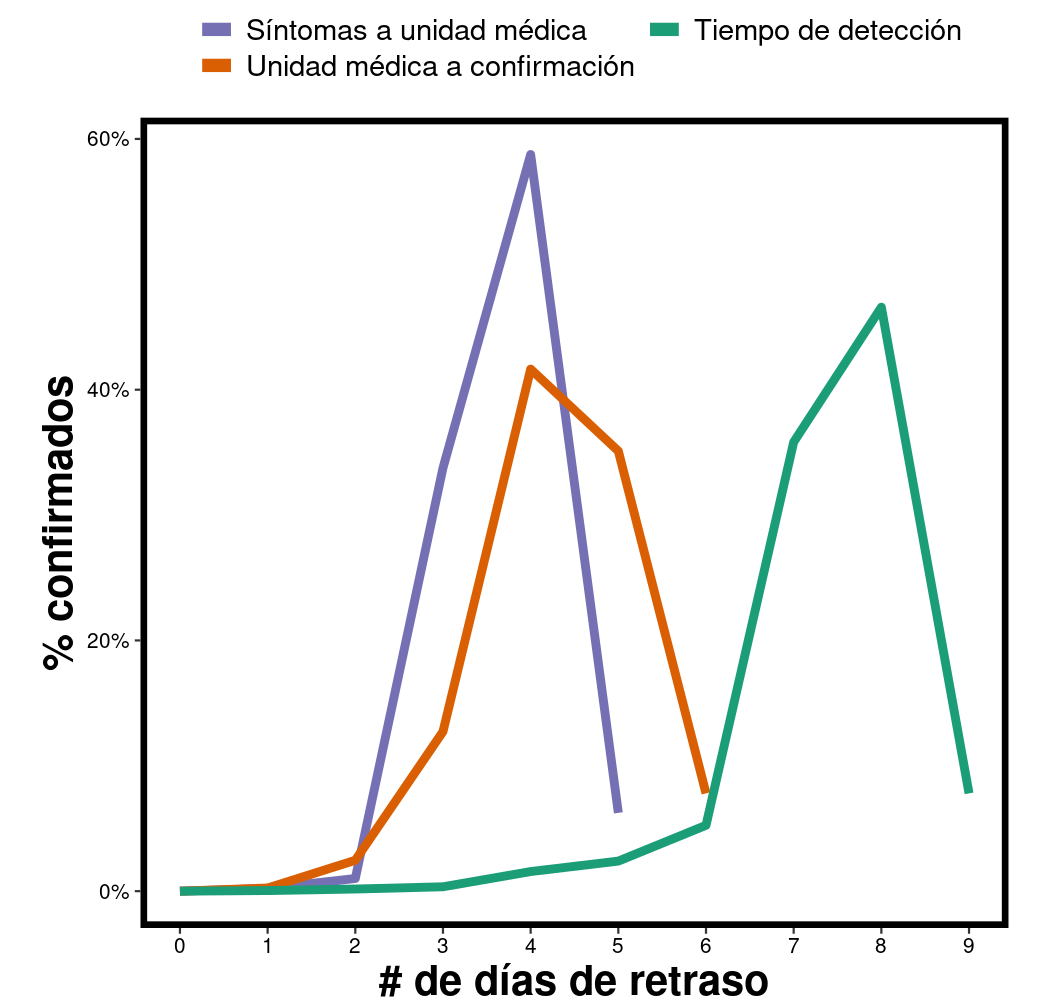 Síntomas a unidad médica
Tiempo de detección
Unidad médica a confirmación
60%
40%
20%
0%
% confirmados
0 1 2 3 4 5 6 7 8 9
# de días de retraso